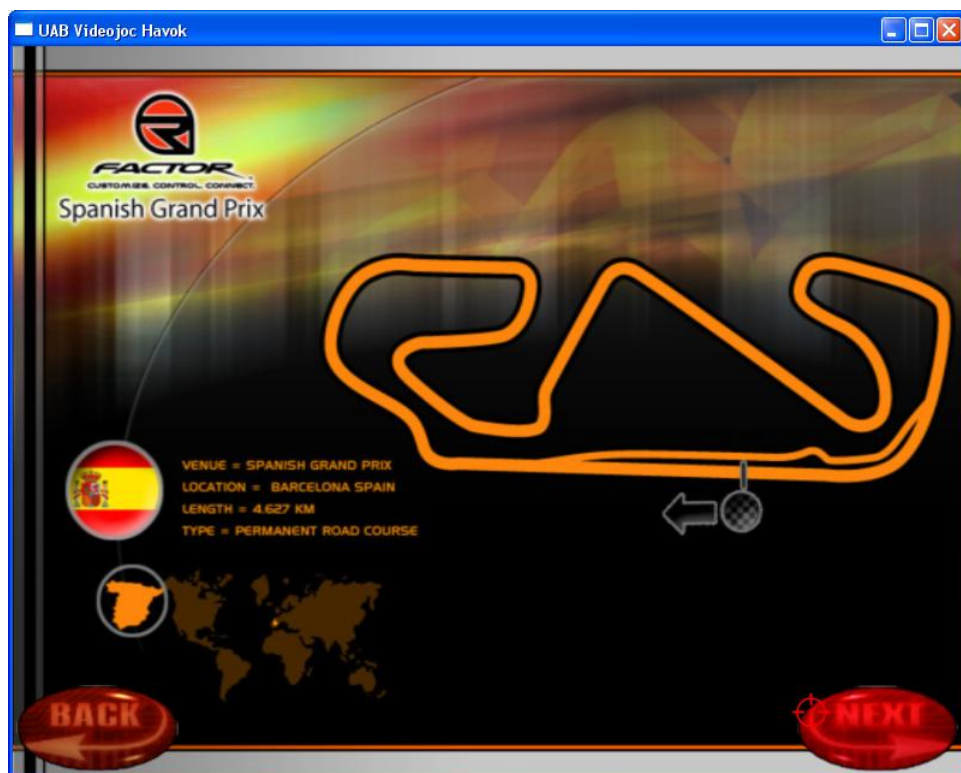 UAB Videojoc Havok
FACTOR
CUSTOMIZE. CONTROL. CONNECT.
Spanish Grand Prix
VENUE = SPANISH GRAND PRIX
LOCATION = BARCELONA SPAIN
LENGTH = 4.627 KM
TYPE = PERMANENT ROAD COURSE
BACK
NEXT